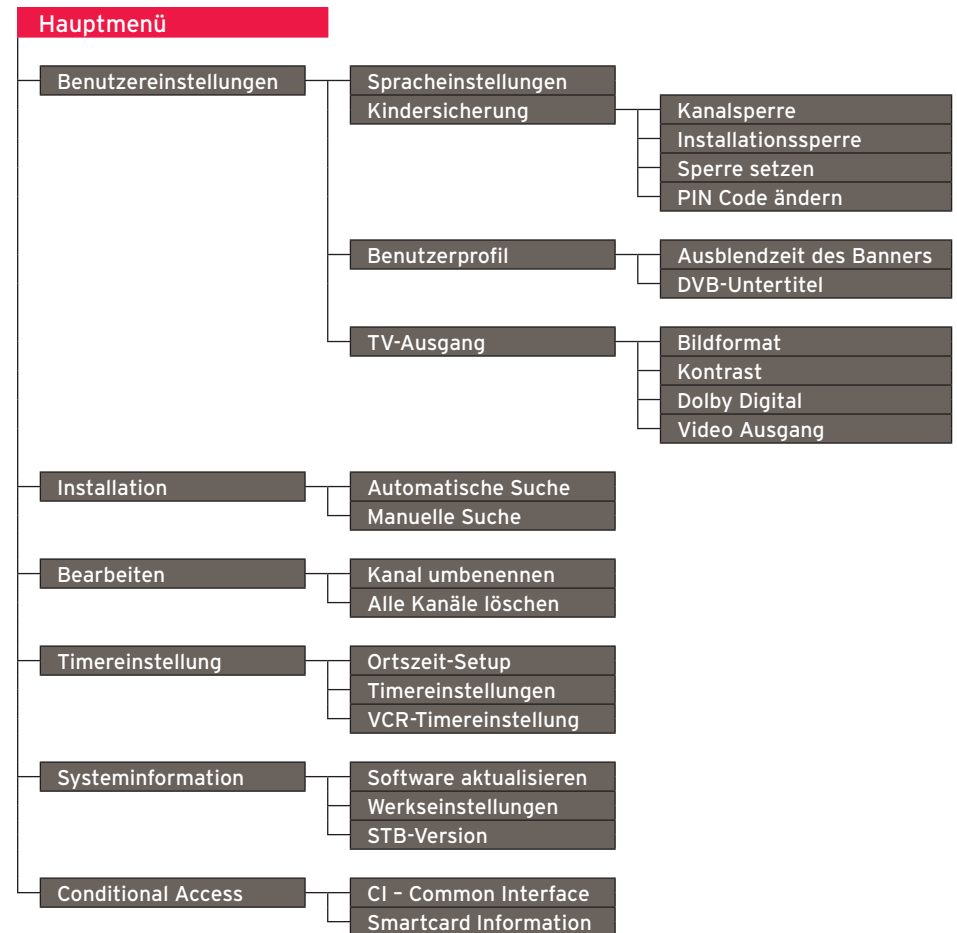 Hauptmenü
Benutzereinstellungen
Spracheinstellungen
Kindersicherung
Kanalsperre
Installationssperre
Sperre setzen
PIN Code ändern
Benutzerprofil
Ausblendzeit des Banners
DVB-Untertitel
TV-Ausgang
Bildformat
Kontrast
Dolby Digital
Video Ausgang
Installation
Automatische Suche
Manuelle Suche
Bearbeiten
Kanal umbenennen
Alle Kanäle löschen
Timereinstellung
Ortszeit-Setup
Timereinstellungen
VCR-Timereinstellung
Systeminformation
Software aktualisieren
Werkseinstellungen
STB-Version
Conditional Access
CI – Common Interface
Smartcard Information